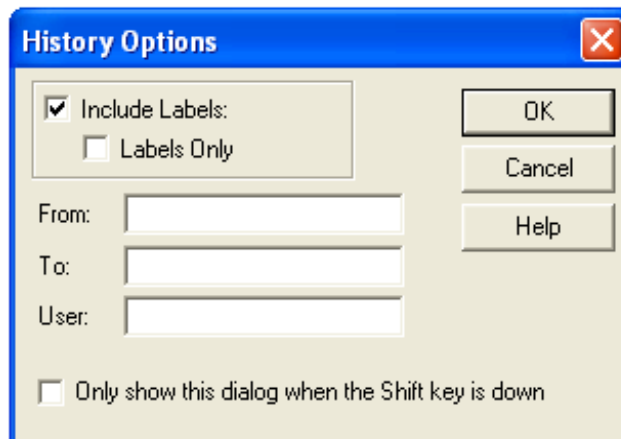 History Options
Include Labels:
Labels Only
OK
Cancel
Help
From:
To:
User:
Only show this dialog when the Shift key is down